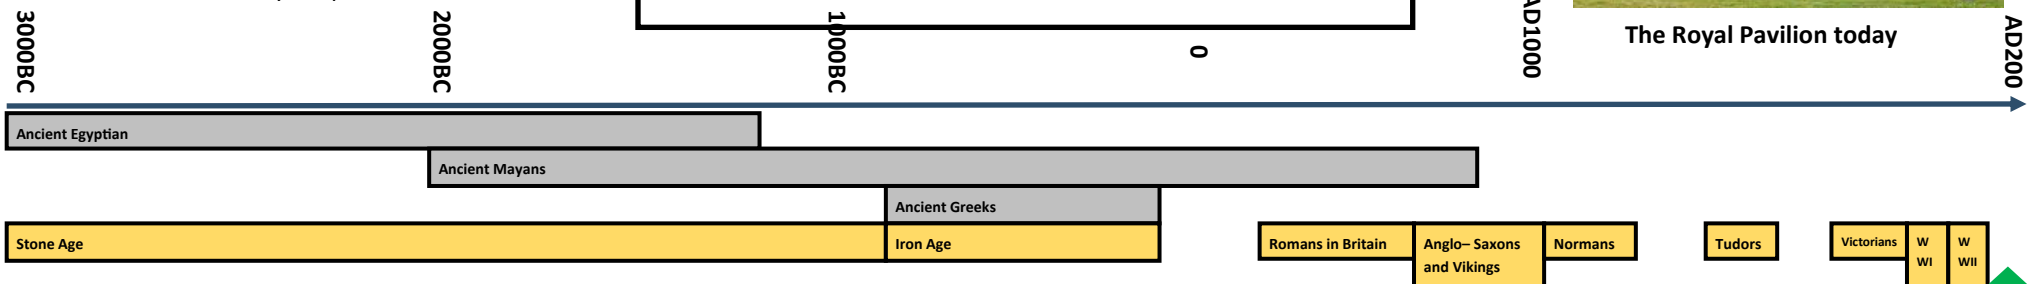 3000BC
2000BC
1000BC
0
AD1000
AD200
The Royal Pavilion today
Ancient Egyptian
Ancient Mayans
Ancient Greeks
Stone Age
Iron Age
Romans in Britain
Anglo– Saxons
and Vikings
Normans
Tudors
Victorians
W
WI
W
WII